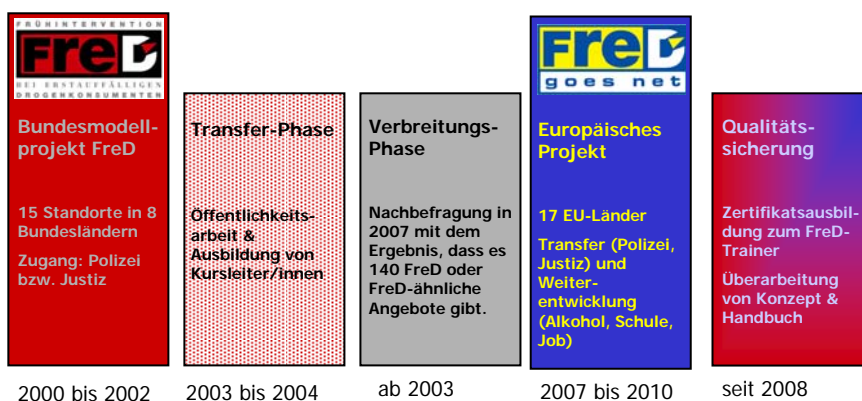 FRÜHINTERVENTION
FreD
BEI ERSTAUFFÄLLIGEN
DROGENKONSUMENTEN
Bundesmodell-
projekt FreD
15 Standorte in 8
Bundesländern
Zugang: Polizei
bzw. Justiz
2000 bis 2002
Transfer-Phase
Öffentlichkeits-
arbeit &
Ausbildung von
Kursleiter/innen
2003 bis 2004
Verbreitungs-
Phase
Nachbefragung in
2007 mit dem
Ergebnis, dass es
140 FreD oder
FreD-ähnliche
Angebote gibt.
ab 2003
FreD
goes net
Europäisches
Projekt
17 EU-Länder
Transfer (Polizei,
Justiz) und
Weiter-
entwicklung
(Alkohol, Schule,
Job)
2007 bis 2010
Qualitäts-
sicherung
Zertifikatsausbil-
dung zum FreD-
Trainer
Überarbeitung
von Konzept &
Handbuch
seit 2008